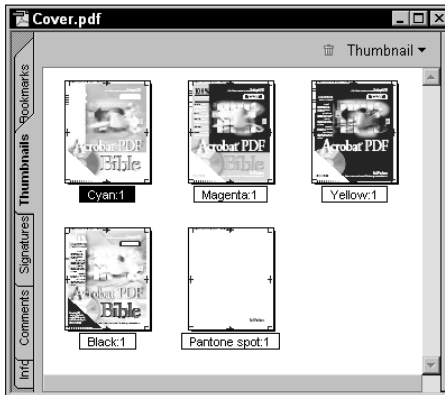 Cover.pdf
Thumbnail
Bookmarks
Thumbnails
Signatures
Comments
Info
Acrobat PDF
Bible
Cyan:1
Acrobat PDF
Bible
Magenta:1
Acrobat PDF
Bible
Yellow:1
Acrobat PDF
Bible
Black:1
Pantone spot:1